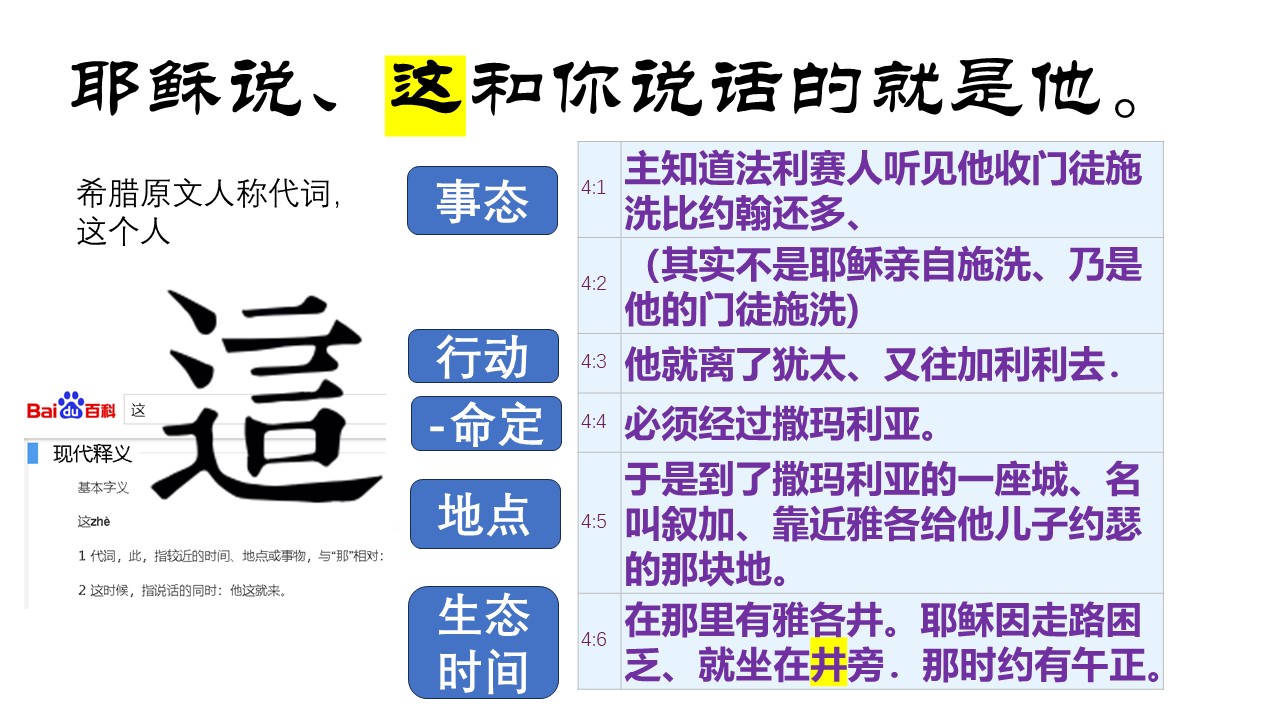 耶稣说、这和你说话的就是他。
希腊原文人称代词,
这个人
這
Bai du 百科
这
现代释义
基本字义
这zhè
1 代词，此，指较近的时间、地点或事物，与“那”相对：
2 这时候，指说话的同时：他这就来。
事态
行动
-命定
地点
生态
时间
4:1
主知道法利赛人听见他收门徒施
洗比约翰还多、
4:2
（其实不是耶稣亲自施洗、乃是
他的门徒施洗)
4:3
他就离了犹太、又往加利利去．
4:4
必须经过撒玛利亚。
4:5
于是到了撒玛利亚的一座城、名
叫叙加、靠近雅各给他儿子约瑟
的那块地。
4:6
在那里有雅各井。耶稣因走路困
乏、就坐在井旁．那时约有午正。